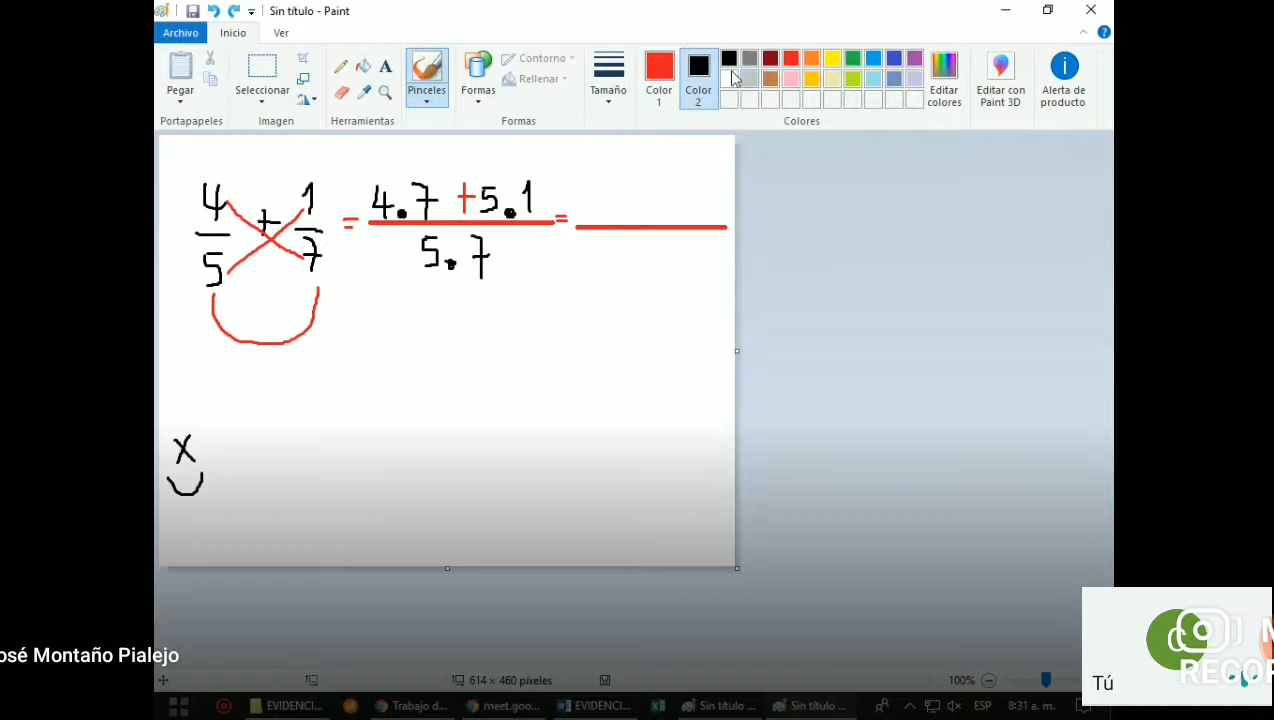 Sin título - Paint
Archivo Inicio Ver
Pegar Seleccionar Pinceles Formas Contorno Rellenar Tamaño Color 1 Color 2 Editar colores Editar con Paint 3D Alerta de producto
Portapapeles Imagen Herramientas Formas Colores
4/5 + 1/7 = (4.7 + 5.1)/(5.7) =
X
osé Montaño Pialejo
RECOR
Tú
614 × 460 píxeles 100%
EVIDENCI... Trabajo d... meet.goo... EVIDENCI... Sin título ... Sin título ... ESP 8:31 a. m.